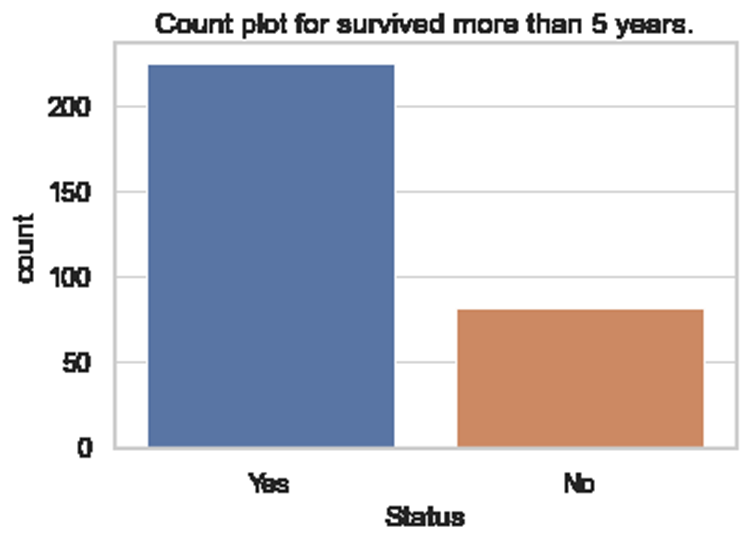 Count plot for survived more than 5 years.
200
150
100
50
0
count
Yes
No
Status